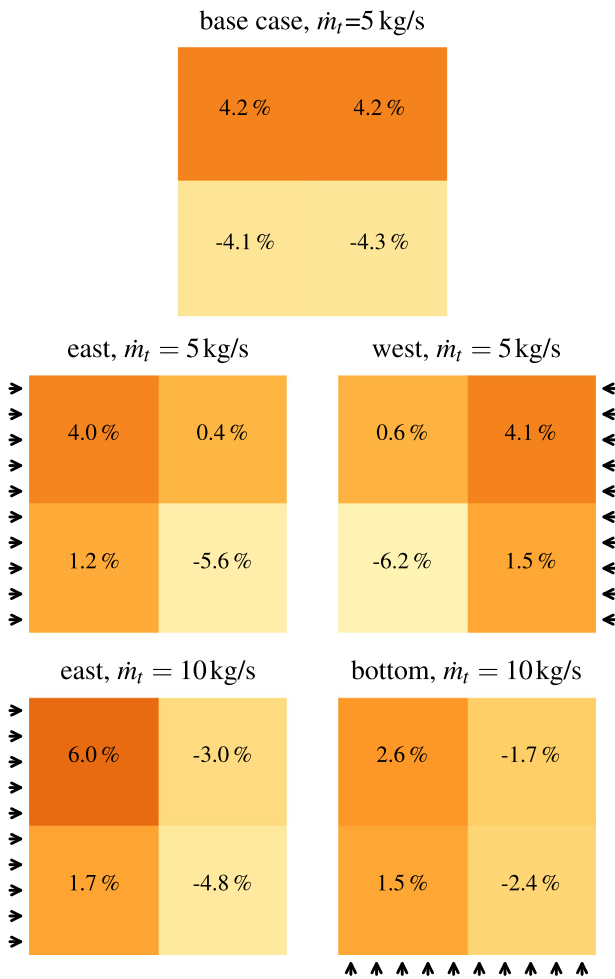 base case, ṁₜ=5 kg/s
4.2 % 4.2 %
-4.1 % -4.3 %
east, ṁₜ = 5 kg/s
west, ṁₜ = 5 kg/s
4.0 % 0.4 %
0.6 % 4.1 %
1.2 % -5.6 %
-6.2 % 1.5 %
east, ṁₜ = 10 kg/s
bottom, ṁₜ = 10 kg/s
6.0 % -3.0 %
2.6 % -1.7 %
1.7 % -4.8 %
1.5 % -2.4 %